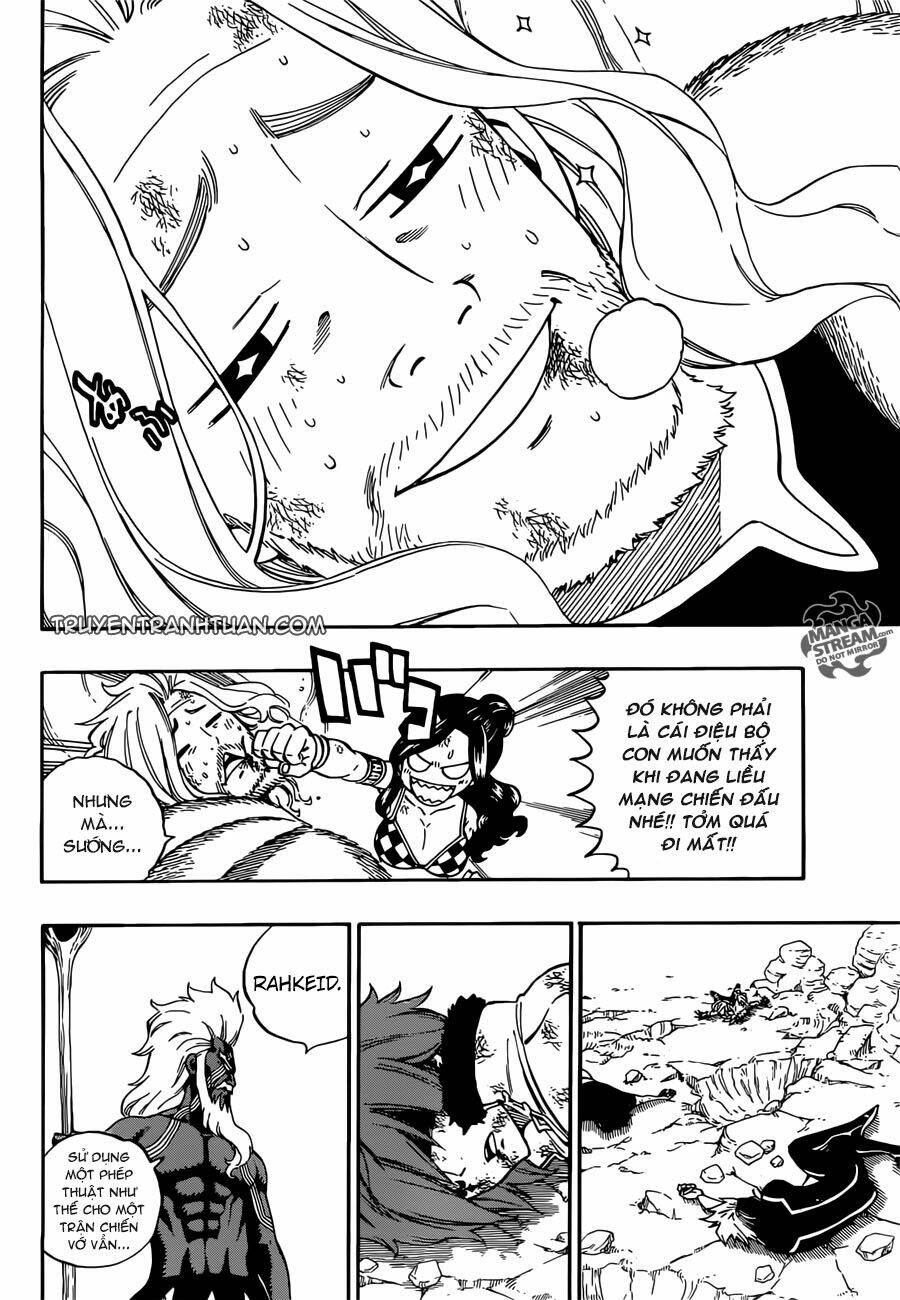 TRUYENTRANHTUAN.COM
MANGA
STREAM.com
DO NOT MIRROR
ĐÓ KHÔNG PHẢI
LÀ CÁI ĐIỆU BỘ
CON MUỐN THẤY
KHI ĐANG LIỀU
MẠNG CHIẾN ĐẤU
NHÉ!! TỞM QUÁ
ĐI MẤT!!
NHƯNG
MÀ...
SƯỚNG...
RAHKEID.
SỬ DỤNG
MỘT PHÉP
THUẬT NHƯ
THẾ CHO MỘT
TRẬN CHIẾN
VỚ VẨN...